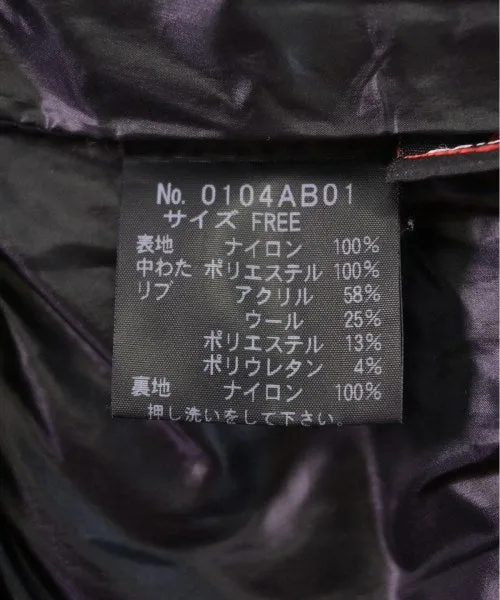 No. 0104AB01
サイズ FREE
表地 ナイロン 100%
中わた ポリエステル 100%
リブ アクリル 58%
ウール 25%
ポリエステル 13%
ポリウレタン 4%
裏地 ナイロン 100%
押し洗いをして下さい。